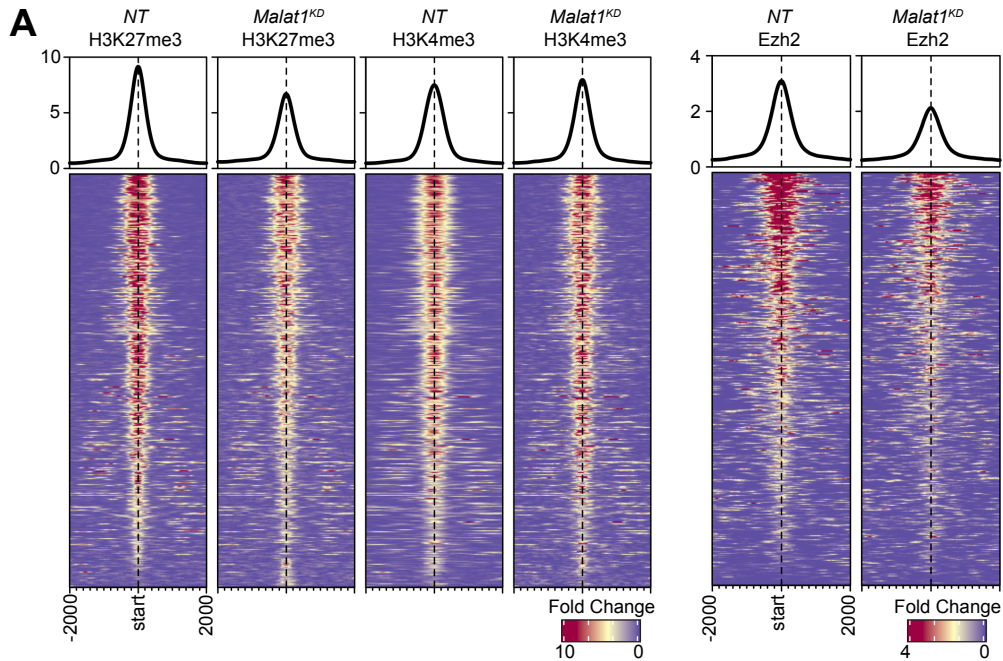 A
NT
H3K27me3
Malat1KD
H3K27me3
NT
H3K4me3
Malat1KD
H3K4me3
NT
Ezh2
Malat1KD
Ezh2
10
5
0
4
2
0
-2000
start
2000
-2000
start
2000
Fold Change
10
0
Fold Change
4
0